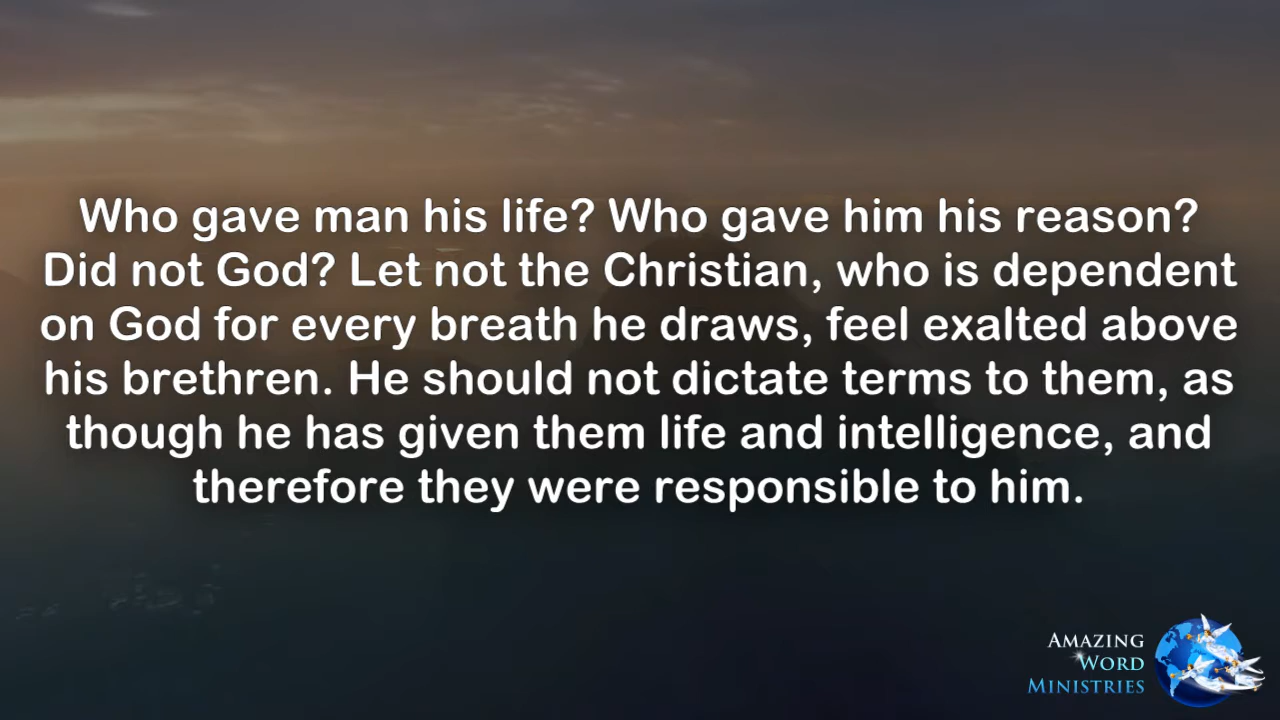 Who gave man his life? Who gave him his reason?
Did not God? Let not the Christian, who is dependent
on God for every breath he draws, feel exalted above
his brethren. He should not dictate terms to them, as
though he has given them life and intelligence, and
therefore they were responsible to him.
Amazing
Word
Ministries